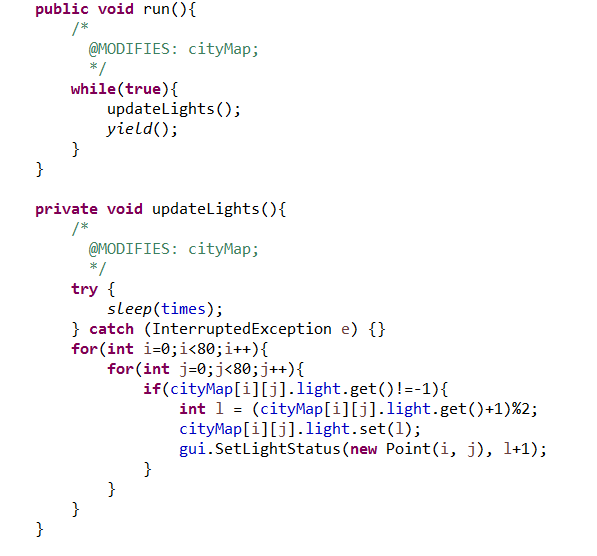 public void run(){
    /*
      @MODIFIES: cityMap;
      */
    while(true){
        updateLights();
        yield();
    }
}

private void updateLights(){
    /*
      @MODIFIES: cityMap;
      */
    try {
        sleep(times);
    } catch (InterruptedException e) {}
    for(int i=0;i<80;i++){
        for(int j=0;j<80;j++){
            if(cityMap[i][j].light.get()!=-1){
                int l = (cityMap[i][j].light.get()+1)%2;
                cityMap[i][j].light.set(l);
                gui.SetLightStatus(new Point(i, j), l+1);
            }
        }
    }
}